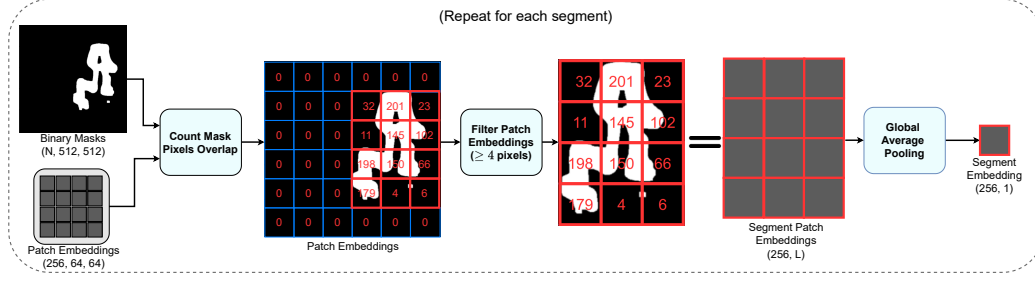 (Repeat for each segment)
Binary Masks
(N, 512, 512)
Patch Embeddings
(256, 64, 64)
Count Mask
Pixels Overlap
0 0 0 0 0 0
0 0 0 32 201 23
0 0 0 11 145 102
0 0 0 198 150 66
0 0 0 179 4 6
0 0 0 0 0 0
Patch Embeddings
Filter Patch
Embeddings
(≥ 4 pixels)
32 201 23
11 145 102
198 150 66
179 4 6
=
Segment Patch
Embeddings
(256, L)
Global
Average
Pooling
Segment
Embedding
(256, 1)